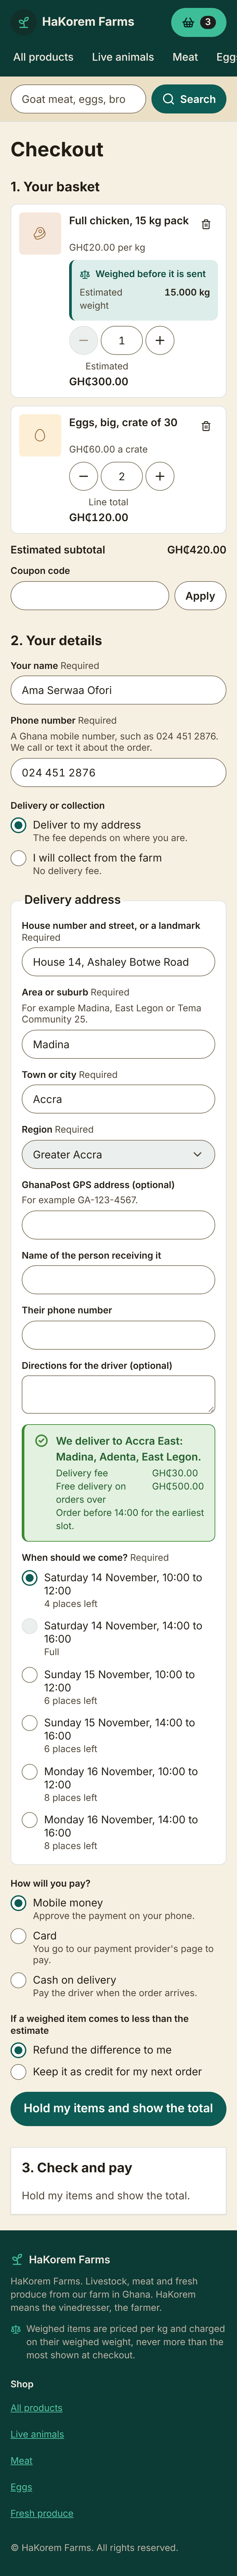 HaKorem Farms
3
All products Live animals Meat Egg
Goat meat, eggs, bro
Search
Checkout
1. Your basket
Full chicken, 15 kg pack
GH₵20.00 per kg
Weighed before it is sent
Estimated 15.000 kg
weight
1
Estimated
GH₵300.00
Eggs, big, crate of 30
GH₵60.00 a crate
2
Line total
GH₵120.00
Estimated subtotal GH₵420.00
Coupon code
Apply
2. Your details
Your name Required
Ama Serwaa Ofori
Phone number Required
A Ghana mobile number, such as 024 451 2876.
We call or text it about the order.
024 451 2876
Delivery or collection
Deliver to my address
The fee depends on where you are.
I will collect from the farm
No delivery fee.
Delivery address
House number and street, or a landmark
Required
House 14, Ashaley Botwe Road
Area or suburb Required
For example Madina, East Legon or Tema
Community 25.
Madina
Town or city Required
Accra
Region Required
Greater Accra
GhanaPost GPS address (optional)
For example GA-123-4567.
Name of the person receiving it
Their phone number
Directions for the driver (optional)
We deliver to Accra East:
Madina, Adenta, East Legon.
Delivery fee GH₵30.00
Free delivery on GH₵500.00
orders over
Order before 14:00 for the earliest
slot.
When should we come? Required
Saturday 14 November, 10:00 to
12:00
4 places left
Saturday 14 November, 14:00 to
16:00
Full
Sunday 15 November, 10:00 to
12:00
6 places left
Sunday 15 November, 14:00 to
16:00
6 places left
Monday 16 November, 10:00 to
12:00
8 places left
Monday 16 November, 14:00 to
16:00
8 places left
How will you pay?
Mobile money
Approve the payment on your phone.
Card
You go to our payment provider's page to
pay.
Cash on delivery
Pay the driver when the order arrives.
If a weighed item comes to less than the
estimate
Refund the difference to me
Keep it as credit for my next order
Hold my items and show the total
3. Check and pay
Hold my items and show the total.
HaKorem Farms
HaKorem Farms. Livestock, meat and fresh
produce from our farm in Ghana. HaKorem
means the vinedresser, the farmer.
Weighed items are priced per kg and charged
on their weighed weight, never more than the
most shown at checkout.
Shop
All products
Live animals
Meat
Eggs
Fresh produce
© HaKorem Farms. All rights reserved.